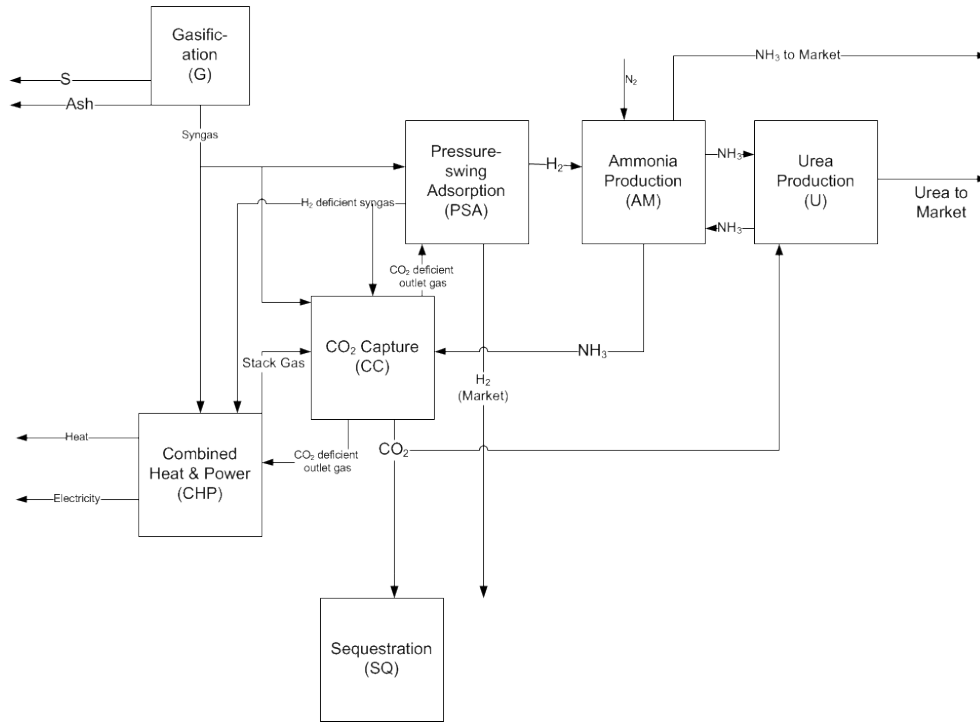 Gasific-
ation
(G)
S
Ash
Syngas
NH₃ to Market
N₂
Pressure-
swing
Adsorption
(PSA)
H₂
Ammonia
Production
(AM)
NH₃
Urea
Production
(U)
Urea to
Market
NH₃
H₂ deficient syngas
CO₂ deficient
outlet gas
CO₂ Capture
(CC)
Stack Gas
NH₃
H₂
(Market)
Heat
Electricity
Combined
Heat & Power
(CHP)
CO₂ deficient
outlet gas
CO₂
Sequestration
(SQ)